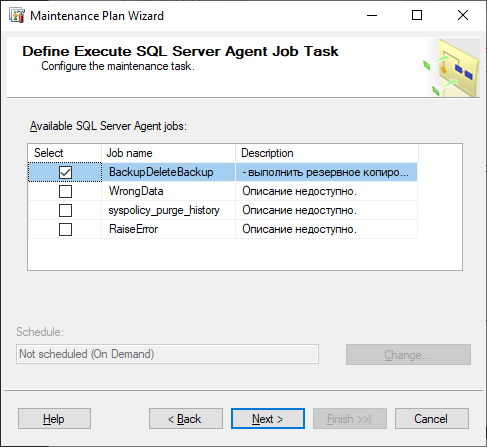 Maintenance Plan Wizard
Define Execute SQL Server Agent Job Task
Configure the maintenance task.
Available SQL Server Agent jobs:
Select Job name Description
BackupDeleteBackup - выполнить резервное копиро...
WrongData Описание недоступно.
syspolicy_purge_history Описание недоступно.
RaiseError Описание недоступно.
Schedule:
Not scheduled (On Demand) Change...
Help < Back Next > Finish >>| Cancel